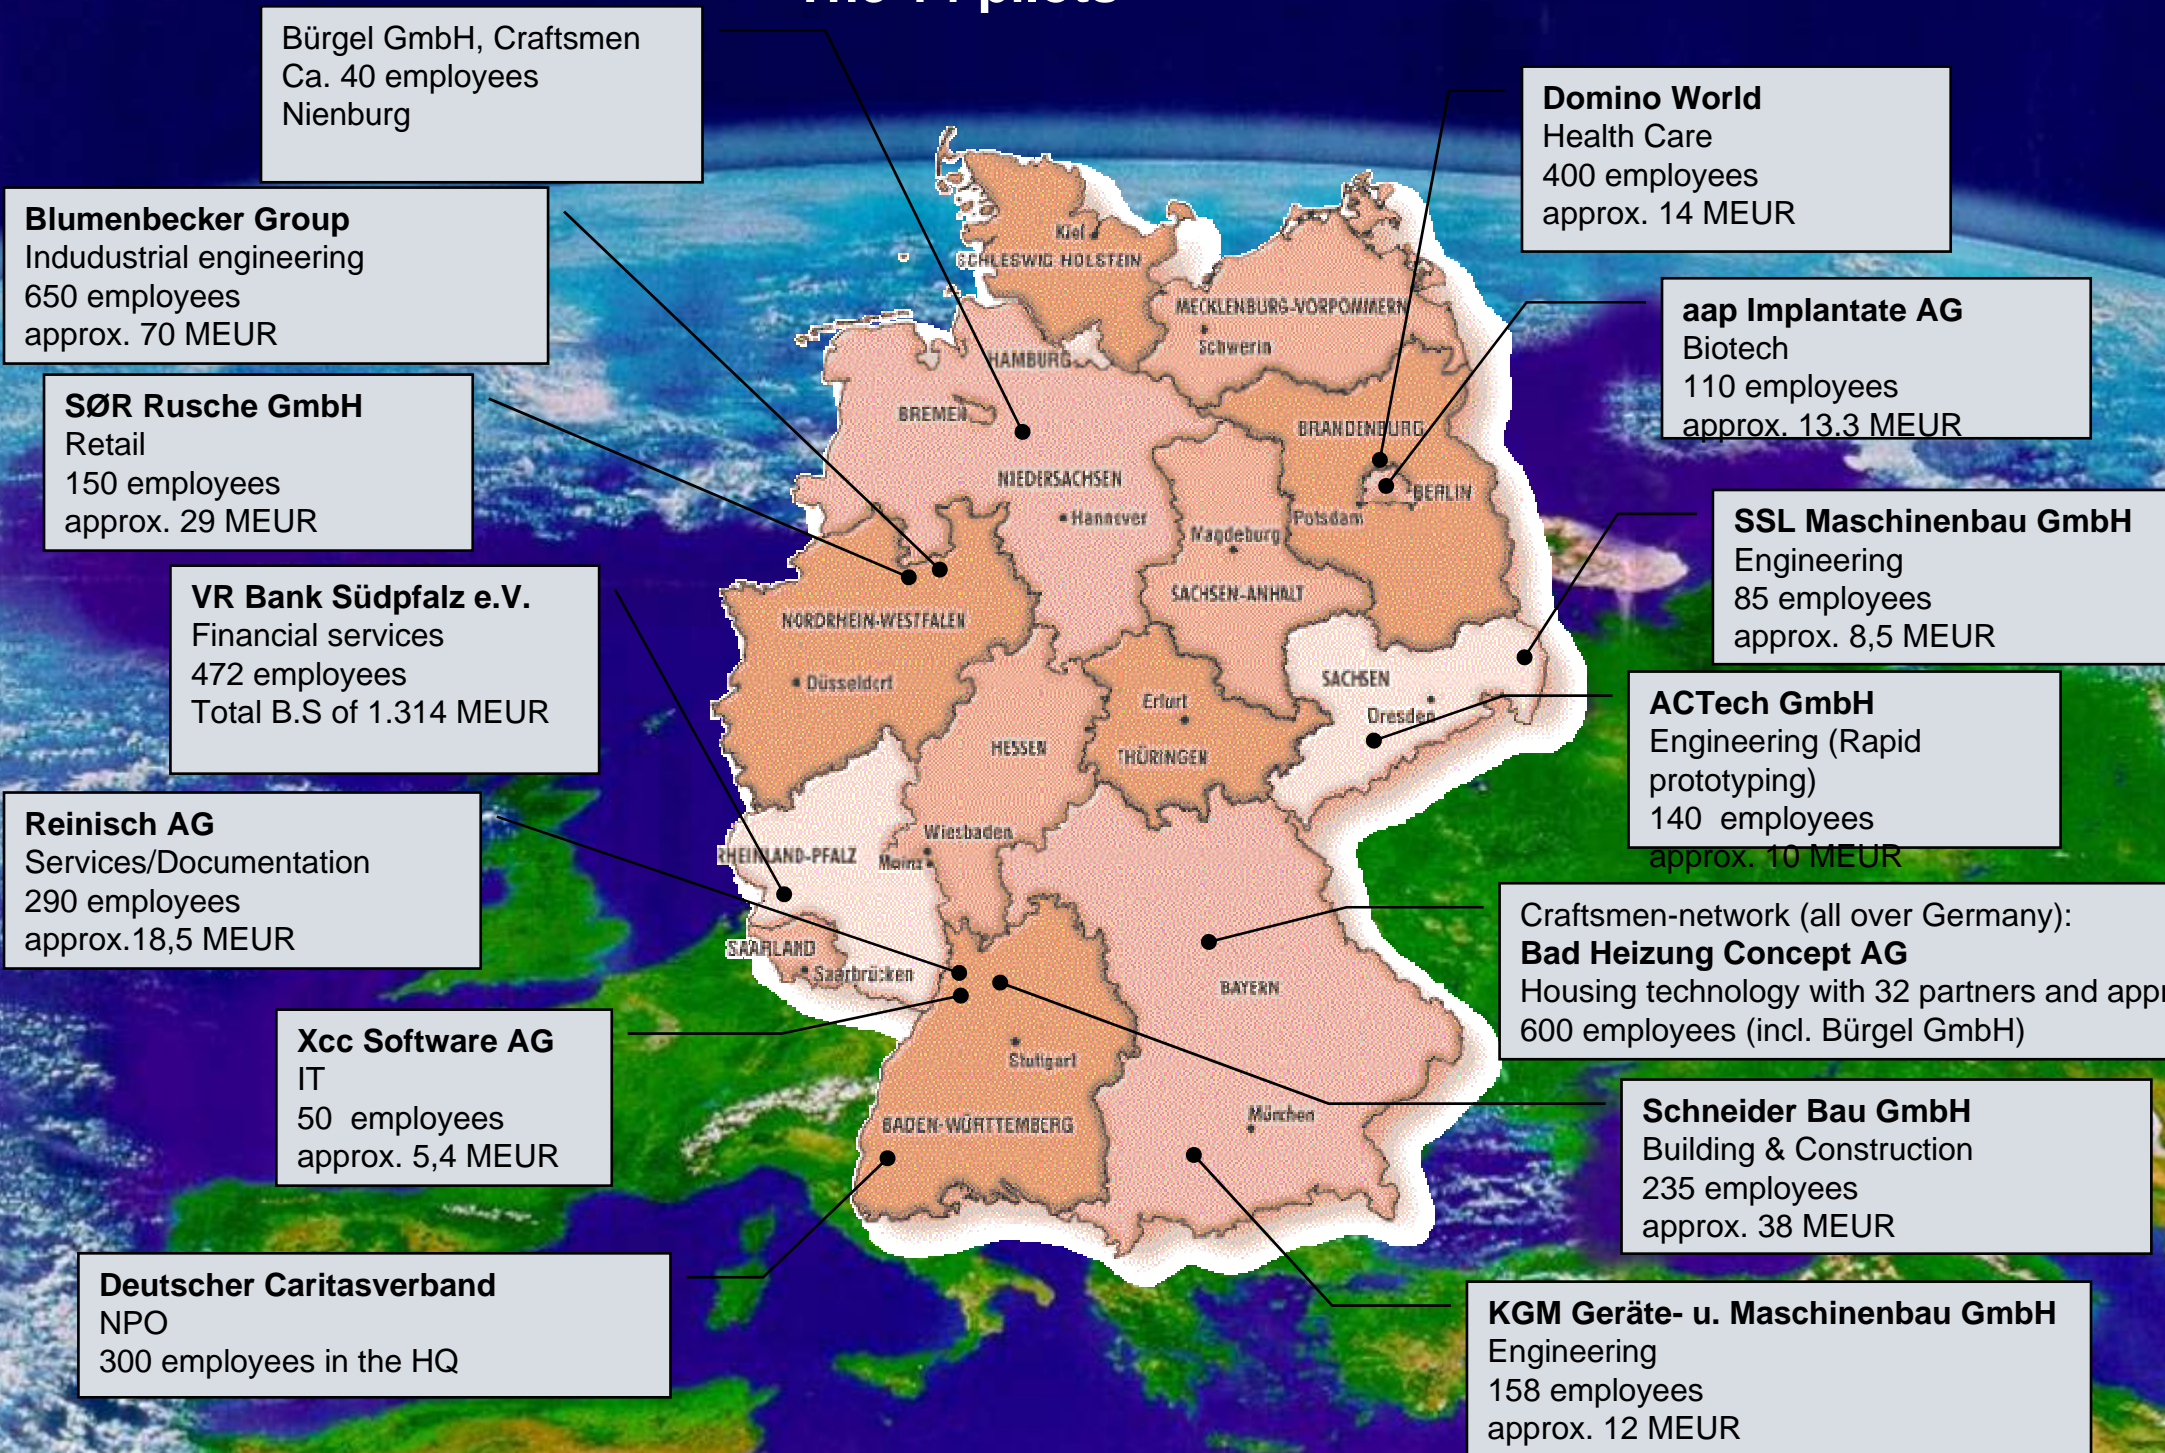 The 14 pilots
Bürgel GmbH, Craftsmen
Ca. 40 employees
Nienburg
Blumenbecker Group
Indudustrial engineering
650 employees
approx. 70 MEUR
SØR Rusche GmbH
Retail
150 employees
approx. 29 MEUR
VR Bank Südpfalz e.V.
Financial services
472 employees
Total B.S of 1.314 MEUR
Reinisch AG
Services/Documentation
290 employees
approx.18,5 MEUR
Xcc Software AG
IT
50 employees
approx. 5,4 MEUR
Deutscher Caritasverband
NPO
300 employees in the HQ
Domino World
Health Care
400 employees
approx. 14 MEUR
aap Implantate AG
Biotech
110 employees
approx. 13.3 MEUR
SSL Maschinenbau GmbH
Engineering
85 employees
approx. 8,5 MEUR
ACTech GmbH
Engineering (Rapid
prototyping)
140 employees
approx. 10 MEUR
Craftsmen-network (all over Germany):
Bad Heizung Concept AG
Housing technology with 32 partners and appr
600 employees (incl. Bürgel GmbH)
Schneider Bau GmbH
Building & Construction
235 employees
approx. 38 MEUR
KGM Geräte- u. Maschinenbau GmbH
Engineering
158 employees
approx. 12 MEUR
Kiel
SCHLESWIG HOLSTEIN
MECKLENBURG-VORPOMMERN
Schwerin
HAMBURG
BREMEN
BRANDENBURG
NIEDERSACHSEN
BERLIN
Hannover
Potsdam
Magdeburg
SACHSEN-ANHALT
NORDRHEIN-WESTFALEN
Düsseldorf
SACHSEN
Dresden
Erfurt
HESSEN
THÜRINGEN
Wiesbaden
RHEINLAND-PFALZ
Mainz
SAARLAND
Saarbrücken
BAYERN
Stuttgart
München
BADEN-WÜRTTEMBERG